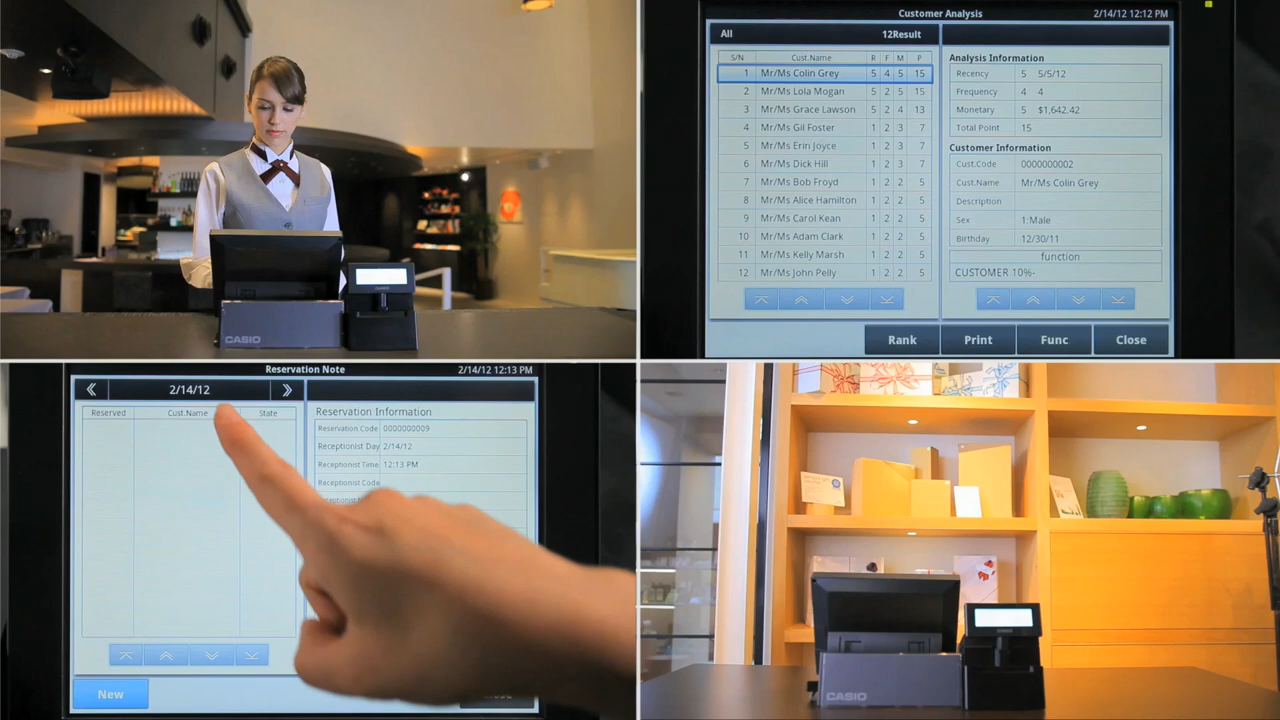 CASIO
Customer Analysis 2/14/12 12:12 PM
All 12Result
S/N Cust.Name R F M P
1 Mr/Ms Colin Grey 5 4 5 15
2 Mr/Ms Lola Mogan 5 2 5 15
3 Mr/Ms Grace Lawson 5 2 4 13
4 Mr/Ms Gil Foster 1 2 3 7
5 Mr/Ms Erin Joyce 1 2 3 7
6 Mr/Ms Dick Hill 1 2 3 7
7 Mr/Ms Bob Froyd 1 2 2 5
8 Mr/Ms Alice Hamilton 1 2 2 5
9 Mr/Ms Carol Kean 1 2 2 5
10 Mr/Ms Adam Clark 1 2 2 5
11 Mr/Ms Kelly Marsh 1 2 2 5
12 Mr/Ms John Pelly 1 2 2 5
Analysis Information
Recency 5 5/5/12
Frequency 4 4
Monetary 5 $1,642.42
Total Point 15
Customer Information
Cust.Code 0000000002
Cust.Name Mr/Ms Colin Grey
Description
Sex 1:Male
Birthday 12/30/11
function
CUSTOMER 10%-
Rank Print Func Close
Reservation Note 2/14/12 12:13 PM
2/14/12
Reserved Cust.Name State
Reservation Information
Reservation Code 0000000009
Receptionist Day 2/14/12
Receptionist Time 12:13 PM
Receptionist Code
New
CASIO